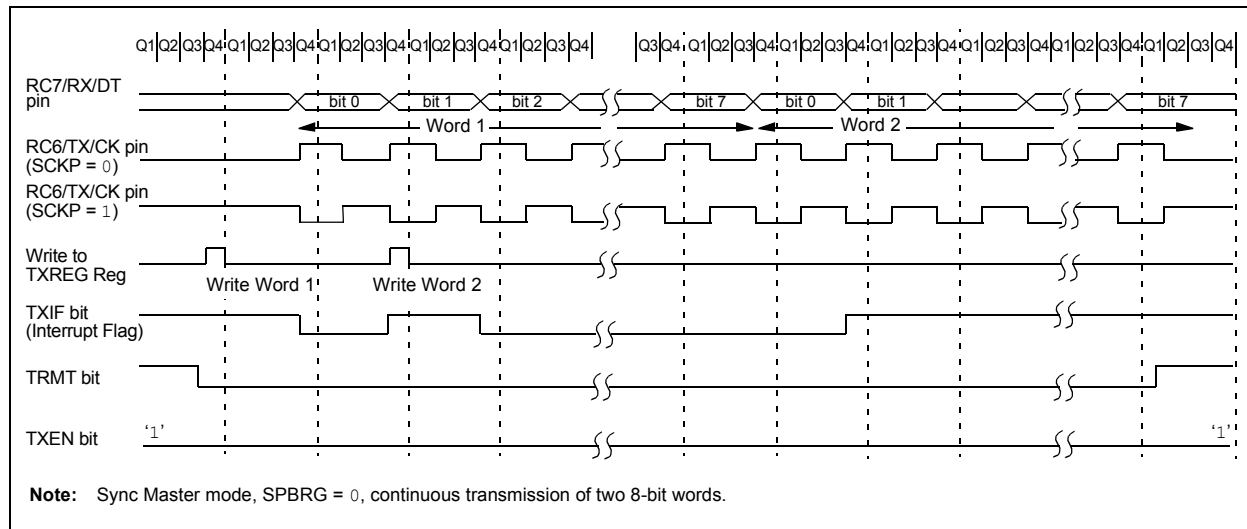 Q1 Q2 Q3 Q4 Q1 Q2 Q3 Q4 Q1 Q2 Q3 Q4 Q1 Q2 Q3 Q4 Q1 Q2 Q3 Q4 Q3 Q4 Q1 Q2 Q3 Q4 Q1 Q2 Q3 Q4 Q1 Q2 Q3 Q4 Q1 Q2 Q3 Q4 Q1 Q2 Q3 Q4 Q1 Q2 Q3 Q4
RC7/RX/DT
pin
bit 0 bit 1 bit 2 bit 7 bit 0 bit 1 bit 7
Word 1 Word 2
RC6/TX/CK pin
(SCKP = 0)
RC6/TX/CK pin
(SCKP = 1)
Write to
TXREG Reg
Write Word 1 Write Word 2
TXIF bit
(Interrupt Flag)
TRMT bit
TXEN bit
‘1’ ‘1’
Note: Sync Master mode, SPBRG = 0, continuous transmission of two 8-bit words.